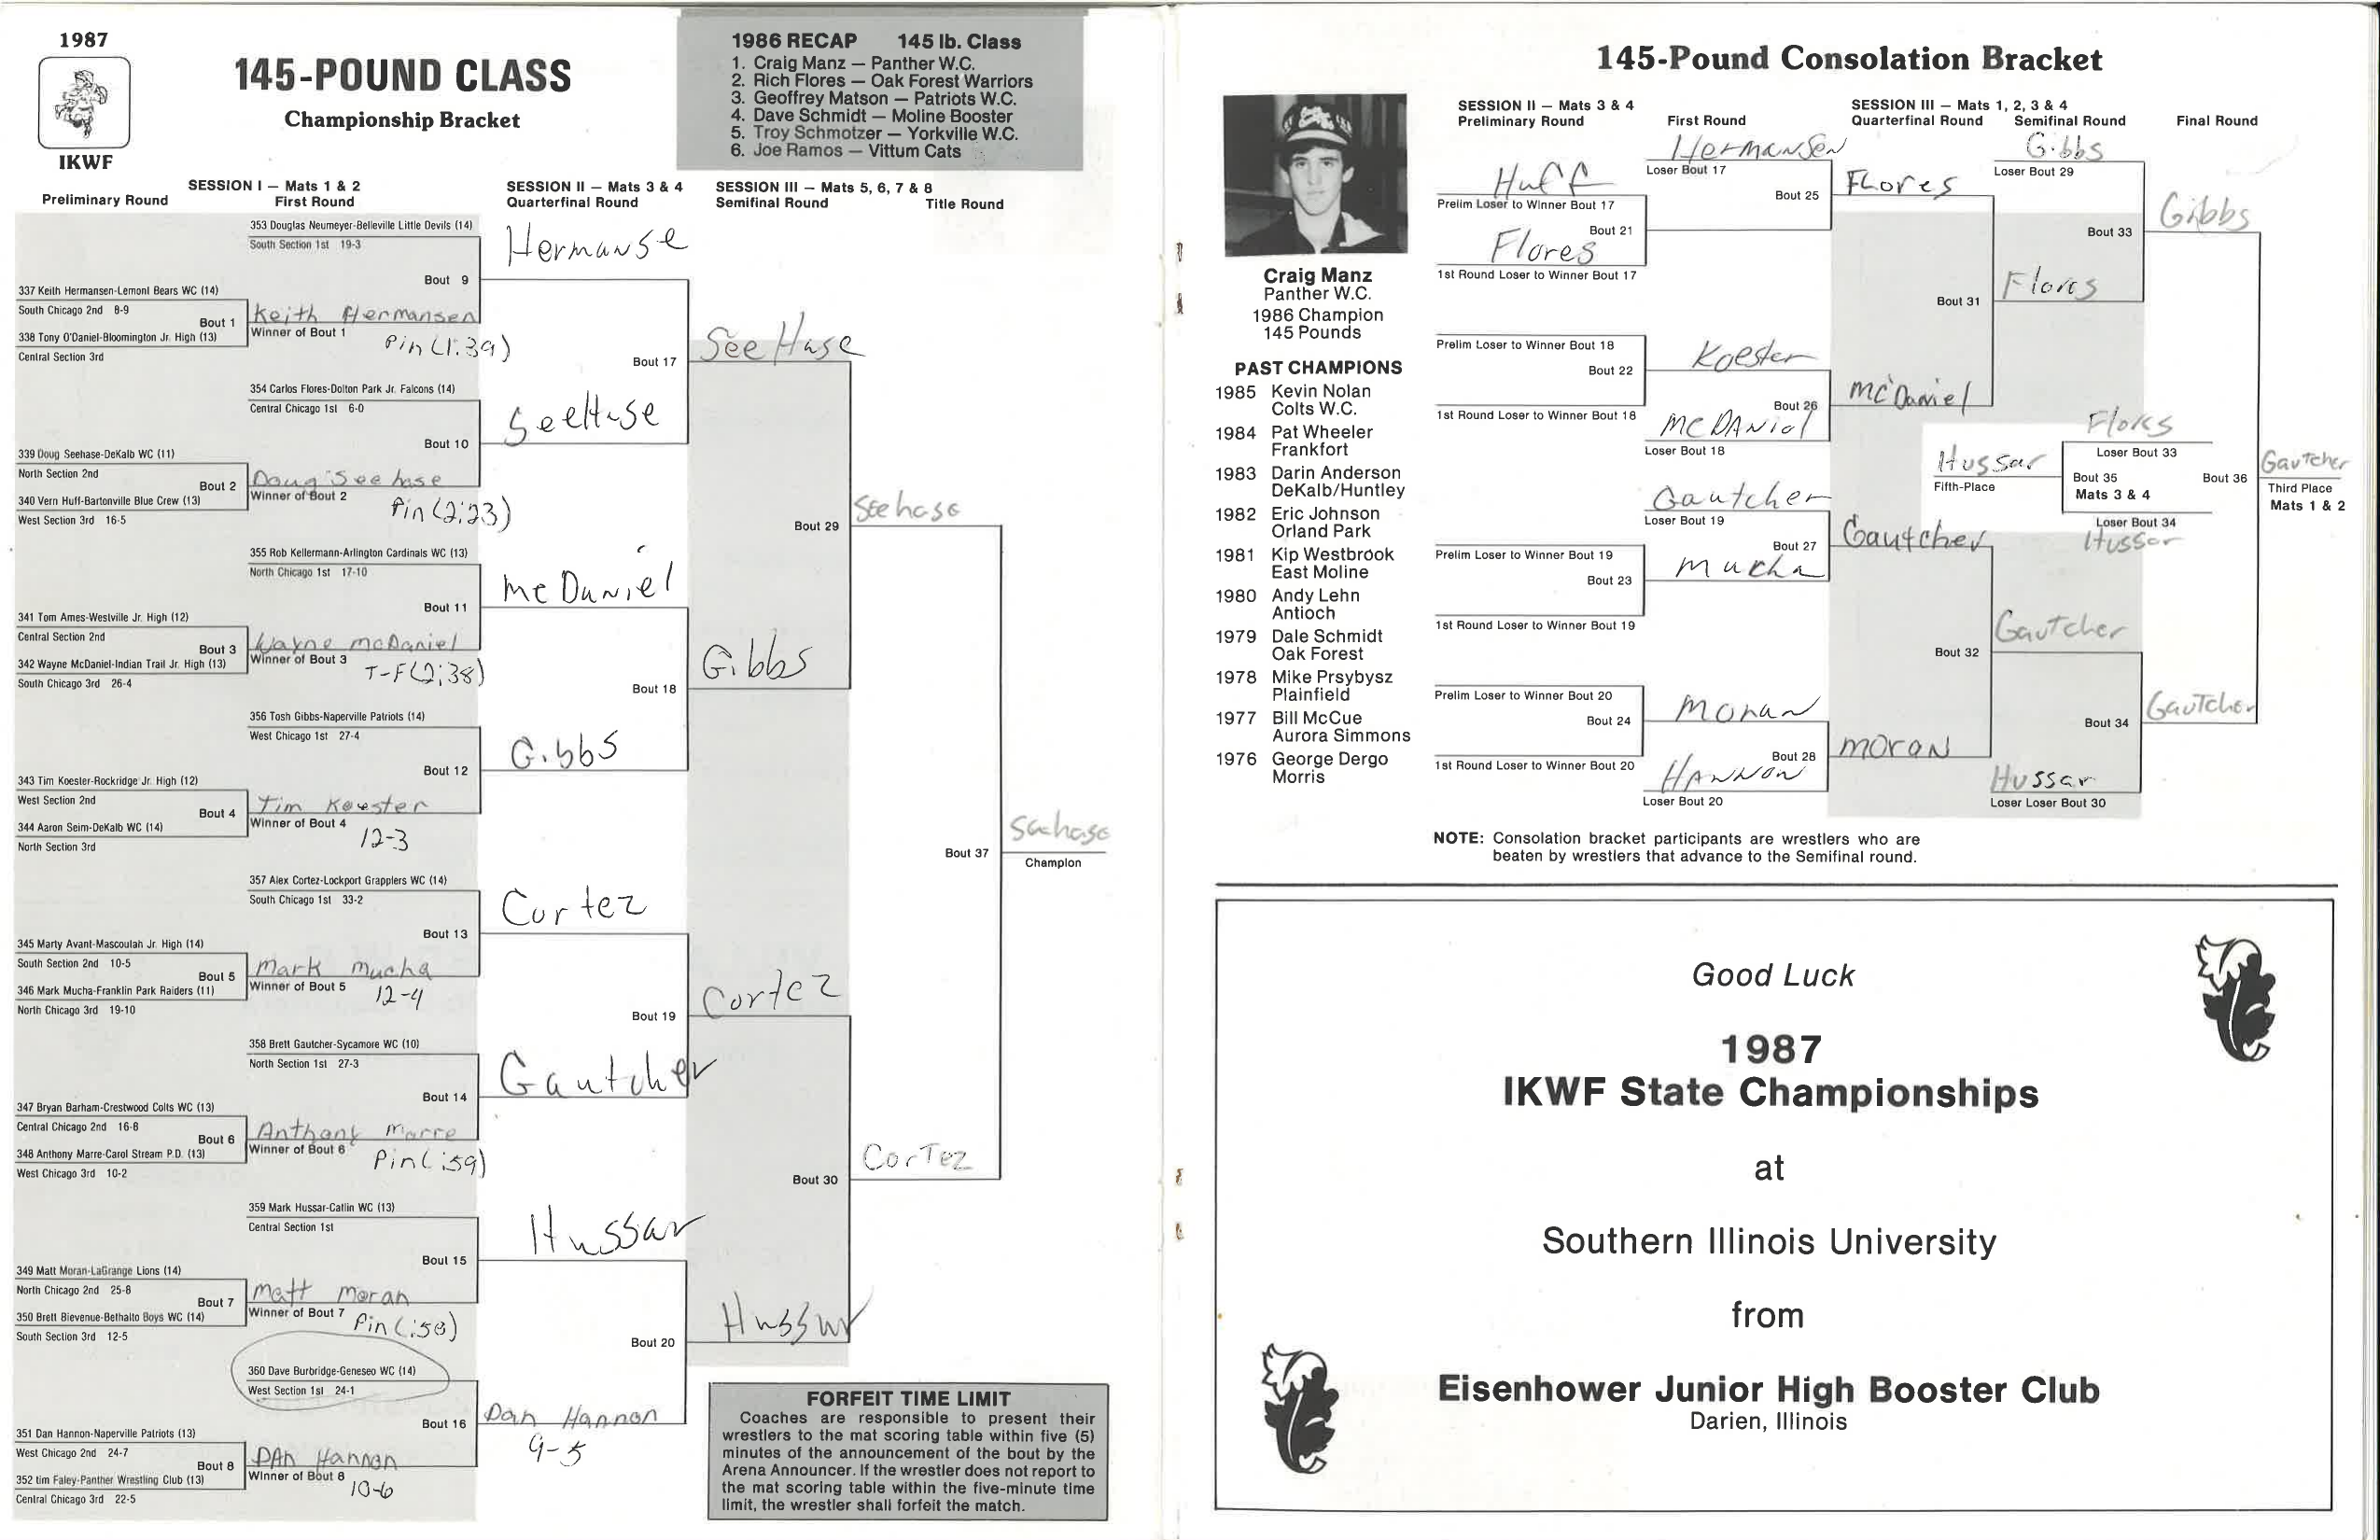 1987
IKWF
145-POUND CLASS
Championship Bracket
1986 RECAP 145 lb. Class
1. Craig Manz — Panther W.C.
2. Rich Flores — Oak Forest Warriors
3. Geoffrey Matson — Patriots W.C.
4. Dave Schmidt — Moline Booster
5. Troy Schmotzer — Yorkville W.C.
6. Joe Ramos — Vittum Cats
Preliminary Round
SESSION I — Mats 1 & 2
First Round
SESSION II — Mats 3 & 4
Quarterfinal Round
SESSION III — Mats 5, 6, 7 & 8
Semifinal Round
Title Round
353 Douglas Neumeyer-Belleville Little Devils (14)
South Section 1st 19-3
Hermanse
Bout 9
337 Keith Hermansen-Lemont Bears WC (14)
South Chicago 2nd 8-9
Bout 1
Keith Hermansen
338 Tony O'Daniel-Bloomington Jr. High (13)
Winner of Bout 1
Central Section 3rd
Pin (1:39)
Bout 17
SeeHase
354 Carlos Flores-Dolton Park Jr. Falcons (14)
Central Chicago 1st 6-0
SeeHase
Bout 10
339 Doug Seehase-DeKalb WC (11)
North Section 2nd
Bout 2
Doug Seehase
340 Vern Huff-Bartonville Blue Crew (13)
Winner of Bout 2
West Section 3rd 16-5
Pin (2:23)
Bout 29
Seehase
355 Rob Kellermann-Arlington Cardinals WC (13)
North Chicago 1st 17-10
McDaniel
Bout 11
341 Tom Ames-Westville Jr. High (12)
Central Section 2nd
Bout 3
Wayne McDaniel
342 Wayne McDaniel-Indian Trail Jr. High (13)
Winner of Bout 3
South Chicago 3rd 26-4
T-F (2:38)
Bout 18
Gibbs
356 Tosh Gibbs-Naperville Patriots (14)
West Chicago 1st 27-4
Gibbs
Bout 12
343 Tim Koester-Rockridge Jr. High (12)
West Section 2nd
Bout 4
Tim Koester
344 Aaron Seim-DeKalb WC (14)
Winner of Bout 4
North Section 3rd
12-3
Bout 37
Seehase
Champion
357 Alex Cortez-Lockport Grapplers WC (14)
South Chicago 1st 33-2
Cortez
Bout 13
345 Marty Avant-Mascoutah Jr. High (14)
South Section 2nd 10-5
Bout 5
Mark Mucha
346 Mark Mucha-Franklin Park Raiders (11)
Winner of Bout 5
North Chicago 3rd 19-10
12-4
Bout 19
Cortez
358 Brett Gautcher-Sycamore WC (10)
North Section 1st 27-3
Gautcher
Bout 14
347 Bryan Barham-Crestwood Colts WC (13)
Central Chicago 2nd 16-8
Bout 6
Anthony Marre
348 Anthony Marre-Carol Stream P.D. (13)
Winner of Bout 6
West Chicago 3rd 10-2
Pin (:59)
Bout 30
Cortez
359 Mark Hussar-Catlin WC (13)
Central Section 1st
Hussar
Bout 15
349 Matt Moran-LaGrange Lions (14)
North Chicago 2nd 25-8
Bout 7
Matt Moran
350 Brett Bievenue-Bethalto Boys WC (14)
Winner of Bout 7
South Section 3rd 12-5
Pin (:58)
Bout 20
Hussar
360 Dave Burbridge-Geneseo WC (14)
West Section 1st 24-1
Bout 16
Dan Hannon
9-5
351 Dan Hannon-Naperville Patriots (13)
West Chicago 2nd 24-7
Bout 8
DAn Hannon
352 tim Faley-Panther Wrestling Club (13)
Winner of Bout 8
Central Chicago 3rd 22-5
10-6
FORFEIT TIME LIMIT
Coaches are responsible to present their
wrestlers to the mat scoring table within five (5)
minutes of the announcement of the bout by the
Arena Announcer. If the wrestler does not report to
the mat scoring table within the five-minute time
limit, the wrestler shall forfeit the match.
145-Pound Consolation Bracket
Craig Manz
Panther W.C.
1986 Champion
145 Pounds
PAST CHAMPIONS
1985 Kevin Nolan
Colts W.C.
1984 Pat Wheeler
Frankfort
1983 Darin Anderson
DeKalb/Huntley
1982 Eric Johnson
Orland Park
1981 Kip Westbrook
East Moline
1980 Andy Lehn
Antioch
1979 Dale Schmidt
Oak Forest
1978 Mike Prsybysz
Plainfield
1977 Bill McCue
Aurora Simmons
1976 George Dergo
Morris
SESSION II — Mats 3 & 4
Preliminary Round
First Round
SESSION III — Mats 1, 2, 3 & 4
Quarterfinal Round
Semifinal Round
Final Round
Hermansen
Loser Bout 17
Huff
Prelim Loser to Winner Bout 17
Bout 21
Flores
1st Round Loser to Winner Bout 17
Bout 25
Flores
Gibbs
Loser Bout 29
Bout 33
Gibbs
Bout 31
Flores
Prelim Loser to Winner Bout 18
Bout 22
1st Round Loser to Winner Bout 18
Koester
Bout 26
McDAniel
Loser Bout 18
McDaniel
Hussar
Fifth-Place
Flores
Loser Bout 33
Bout 35
Mats 3 & 4
Loser Bout 34
Hussar
Bout 36
Gautcher
Third Place
Mats 1 & 2
Gautcher
Loser Bout 19
Bout 27
Gautcher
Prelim Loser to Winner Bout 19
Bout 23
Mucha
1st Round Loser to Winner Bout 19
Bout 32
Gautcher
Prelim Loser to Winner Bout 20
Bout 24
Moran
1st Round Loser to Winner Bout 20
Bout 28
HANNON
Loser Bout 20
MORAN
Bout 34
Gautcher
Hussar
Loser Loser Bout 30
NOTE: Consolation bracket participants are wrestlers who are
beaten by wrestlers that advance to the Semifinal round.
Good Luck
1987
IKWF State Championships
at
Southern Illinois University
from
Eisenhower Junior High Booster Club
Darien, Illinois